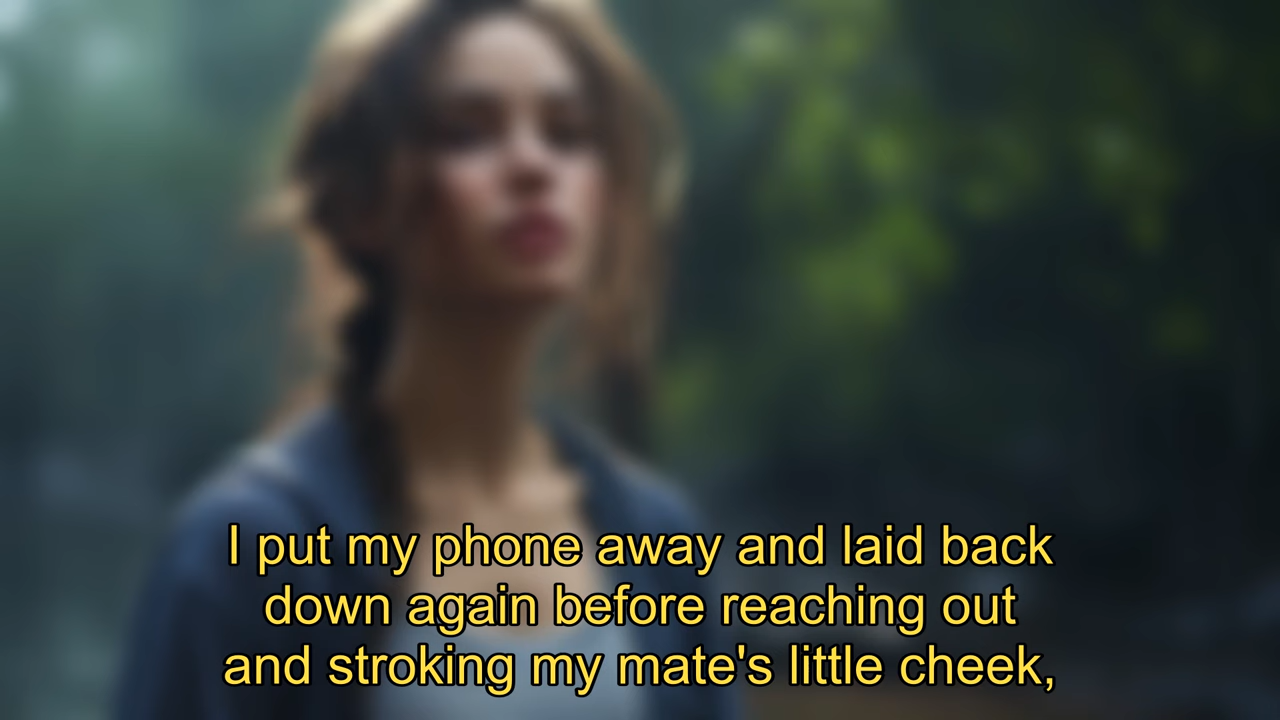 I put my phone away and laid back
down again before reaching out
and stroking my mate's little cheek,